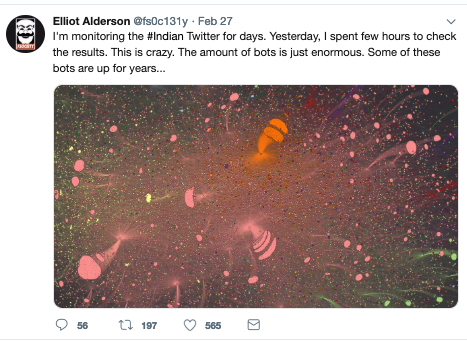 Elliot Alderson @fs0c131y · Feb 27
I'm monitoring the #Indian Twitter for days. Yesterday, I spent few hours to check
the results. This is crazy. The amount of bots is just enormous. Some of these
bots are up for years...
56 197 565